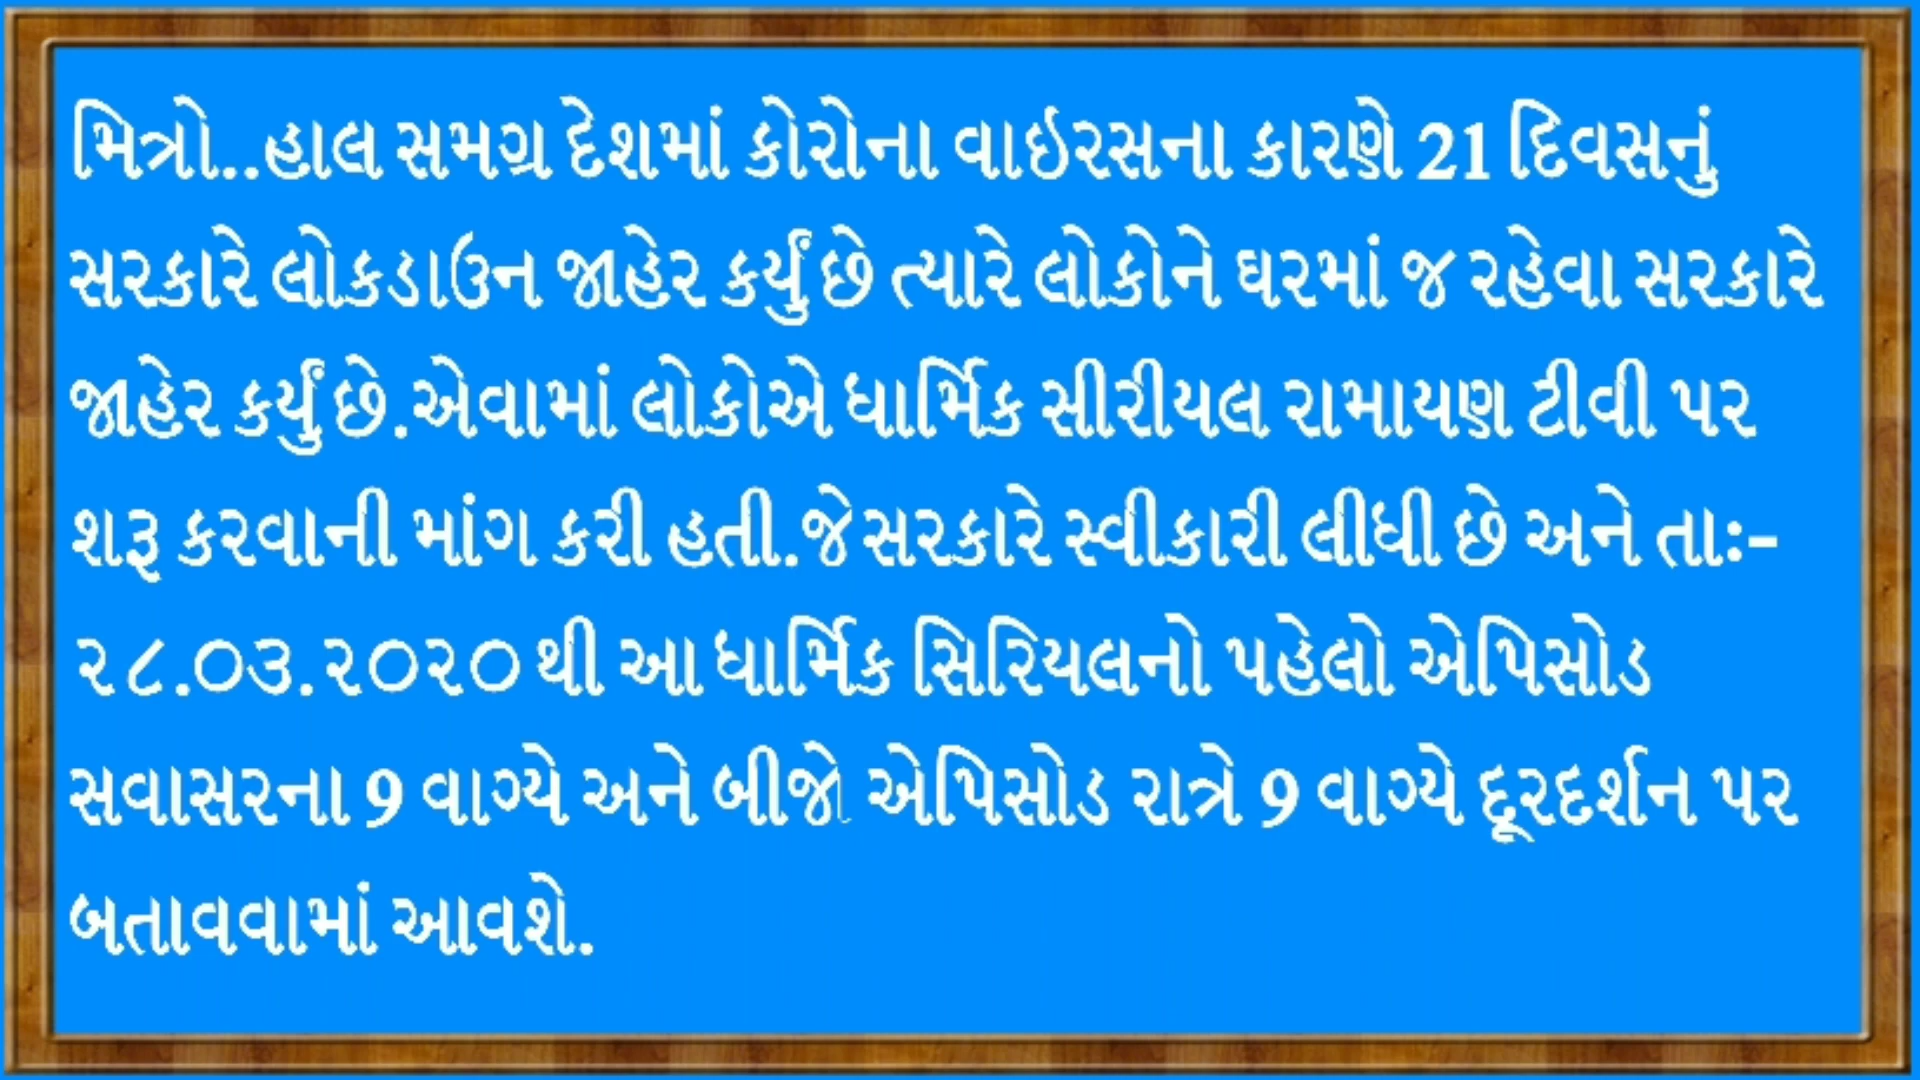 મિત્રો..હાલ સમગ્ર દેશમાં કોરોના વાઈરસના કારણે 21 દિવસનું
સરકારે લોકડાઉન જાહેર કર્યું છે ત્યારે લોકોને ઘરમાં જ રહેવા સરકારે
જાહેર કર્યું છે.એવામાં લોકોએ ધાર્મિક સીરીયલ રામાયણ ટીવી પર
શરૂ કરવાની માંગ કરી હતી.જેસરકારે સ્વીકારી લીધી છે અને તાઃ-
૨૮.૦૩.૨૦૨૦ થી આ ધાર્મિક સિરિયલનો પહેલો એપિસોડ
સવાસરના 9 વાગ્યે અને બીજો એપિસોડ રાત્રે 9 વાગ્યે દૂરદર્શન પર
બતાવવામાં આવશે.